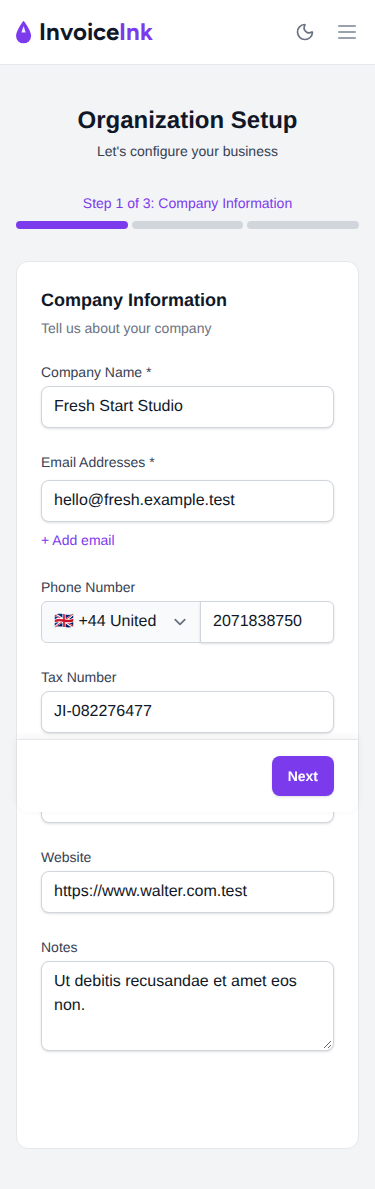 InvoiceInk
Organization Setup
Let's configure your business
Step 1 of 3: Company Information
Company Information
Tell us about your company
Company Name *
Fresh Start Studio
Email Addresses *
hello@fresh.example.test
+ Add email
Phone Number
🇬🇧 +44 United
2071838750
Tax Number
JI-082276477
Next
Website
https://www.walter.com.test
Notes
Ut debitis recusandae et amet eos
non.